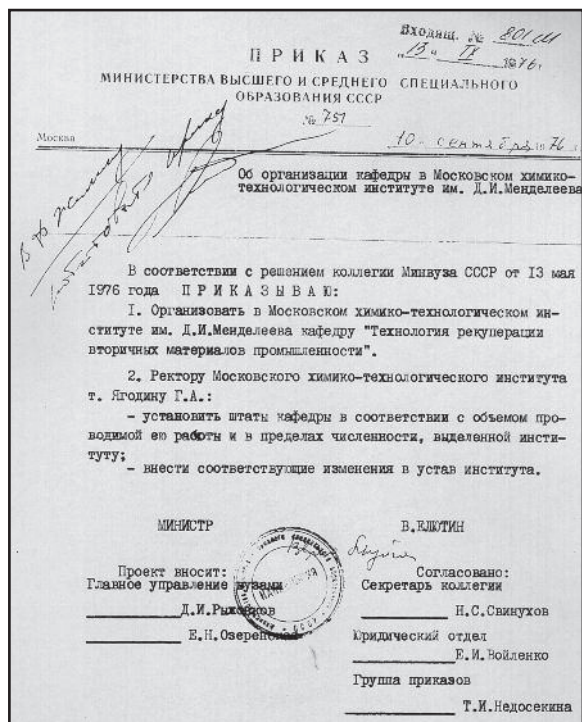 Входящ. № 801 м
"13" IX 1976г
ПРИКАЗ
МИНИСТЕРСТВА ВЫСШЕГО И СРЕДНЕГО СПЕЦИАЛЬНОГО
ОБРАЗОВАНИЯ СССР
№ 751
Москва
10 сентября 1976 г
Об организации кафедры в Московском химико-
технологическом институте им. Д.И.Менделеева
В соответствии с решением коллегии Минвуза СССР от 13 мая
1976 года ПРИКАЗЫВАЮ:
1. Организовать в Московском химико-технологическом ин-
ституте им. Д.И.Менделеева кафедру "Технология рекуперации
вторичных материалов промышленности".
2. Ректору Московского химико-технологического института
т. Ягодину Г.А.:
- установить штаты кафедры в соответствии с объемом про-
водимой ею работы и в пределах численности, выделенной инсти-
туту;
- внести соответствующие изменения в устав института.
МИНИСТР В.ЕЛЮТИН
Проект вносит: Согласовано:
Главное управление вузами Секретарь коллегии
Д.И.Рыжонков Н.С.Свинухов
Е.Н.Озеренская Юридический отдел
Е.И.Войленко
Группа приказов
Т.И.Недосекина